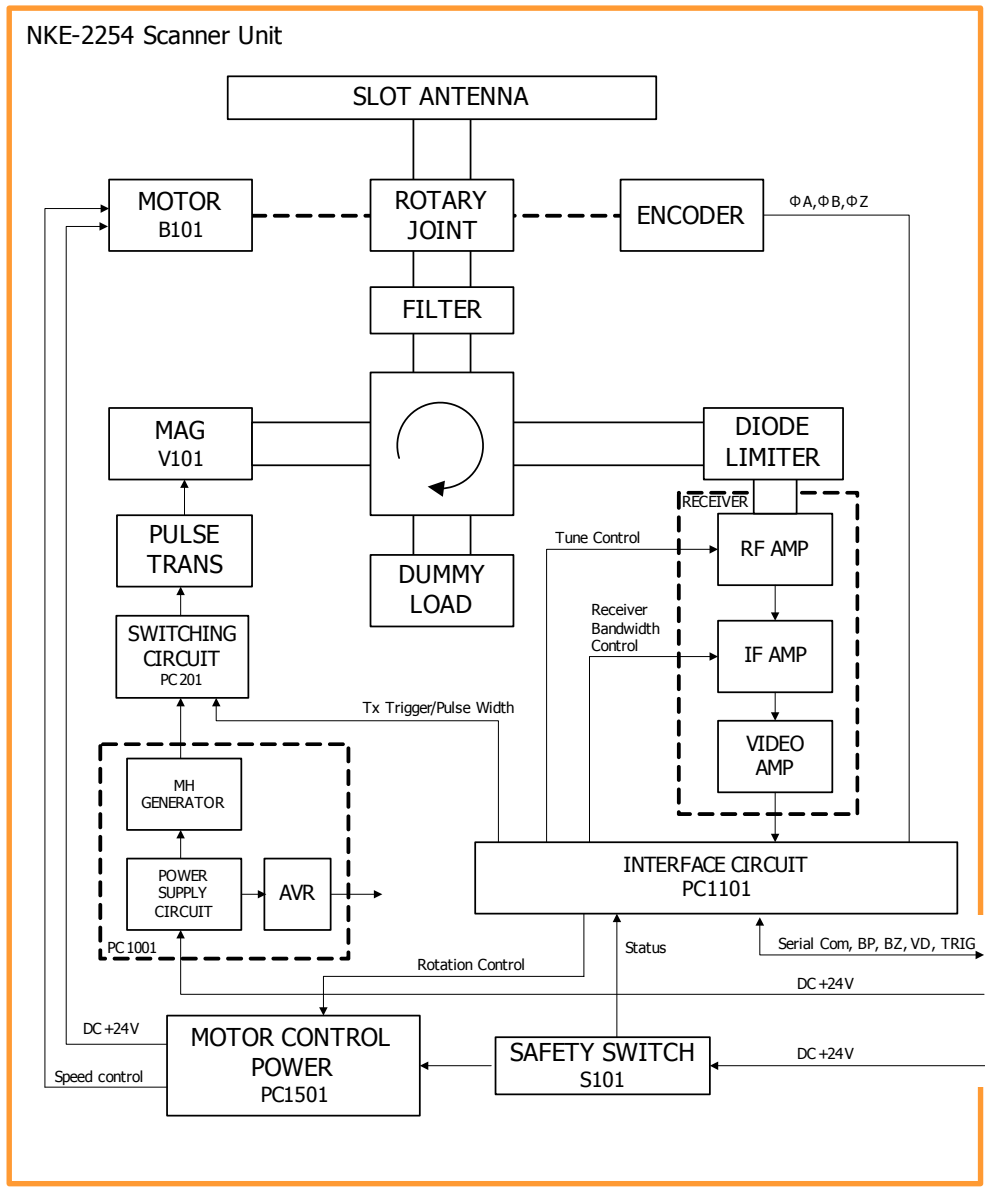 NKE-2254 Scanner Unit
SLOT ANTENNA
MOTOR
B101
ROTARY
JOINT
ENCODER
ΦA,ΦB,ΦZ
FILTER
MAG
V101
DIODE
LIMITER
RECEIVER
PULSE
TRANS
Tune Control
RF AMP
DUMMY
LOAD
SWITCHING
CIRCUIT
PC201
Receiver
Bandwidth
Control
IF AMP
Tx Trigger/Pulse Width
VIDEO
AMP
MH
GENERATOR
POWER
SUPPLY
CIRCUIT
AVR
PC1001
INTERFACE CIRCUIT
PC1101
Rotation Control
Status
Serial Com, BP, BZ, VD, TRIG
DC+24V
DC+24V
Speed control
MOTOR CONTROL
POWER
PC1501
SAFETY SWITCH
S101
DC+24V